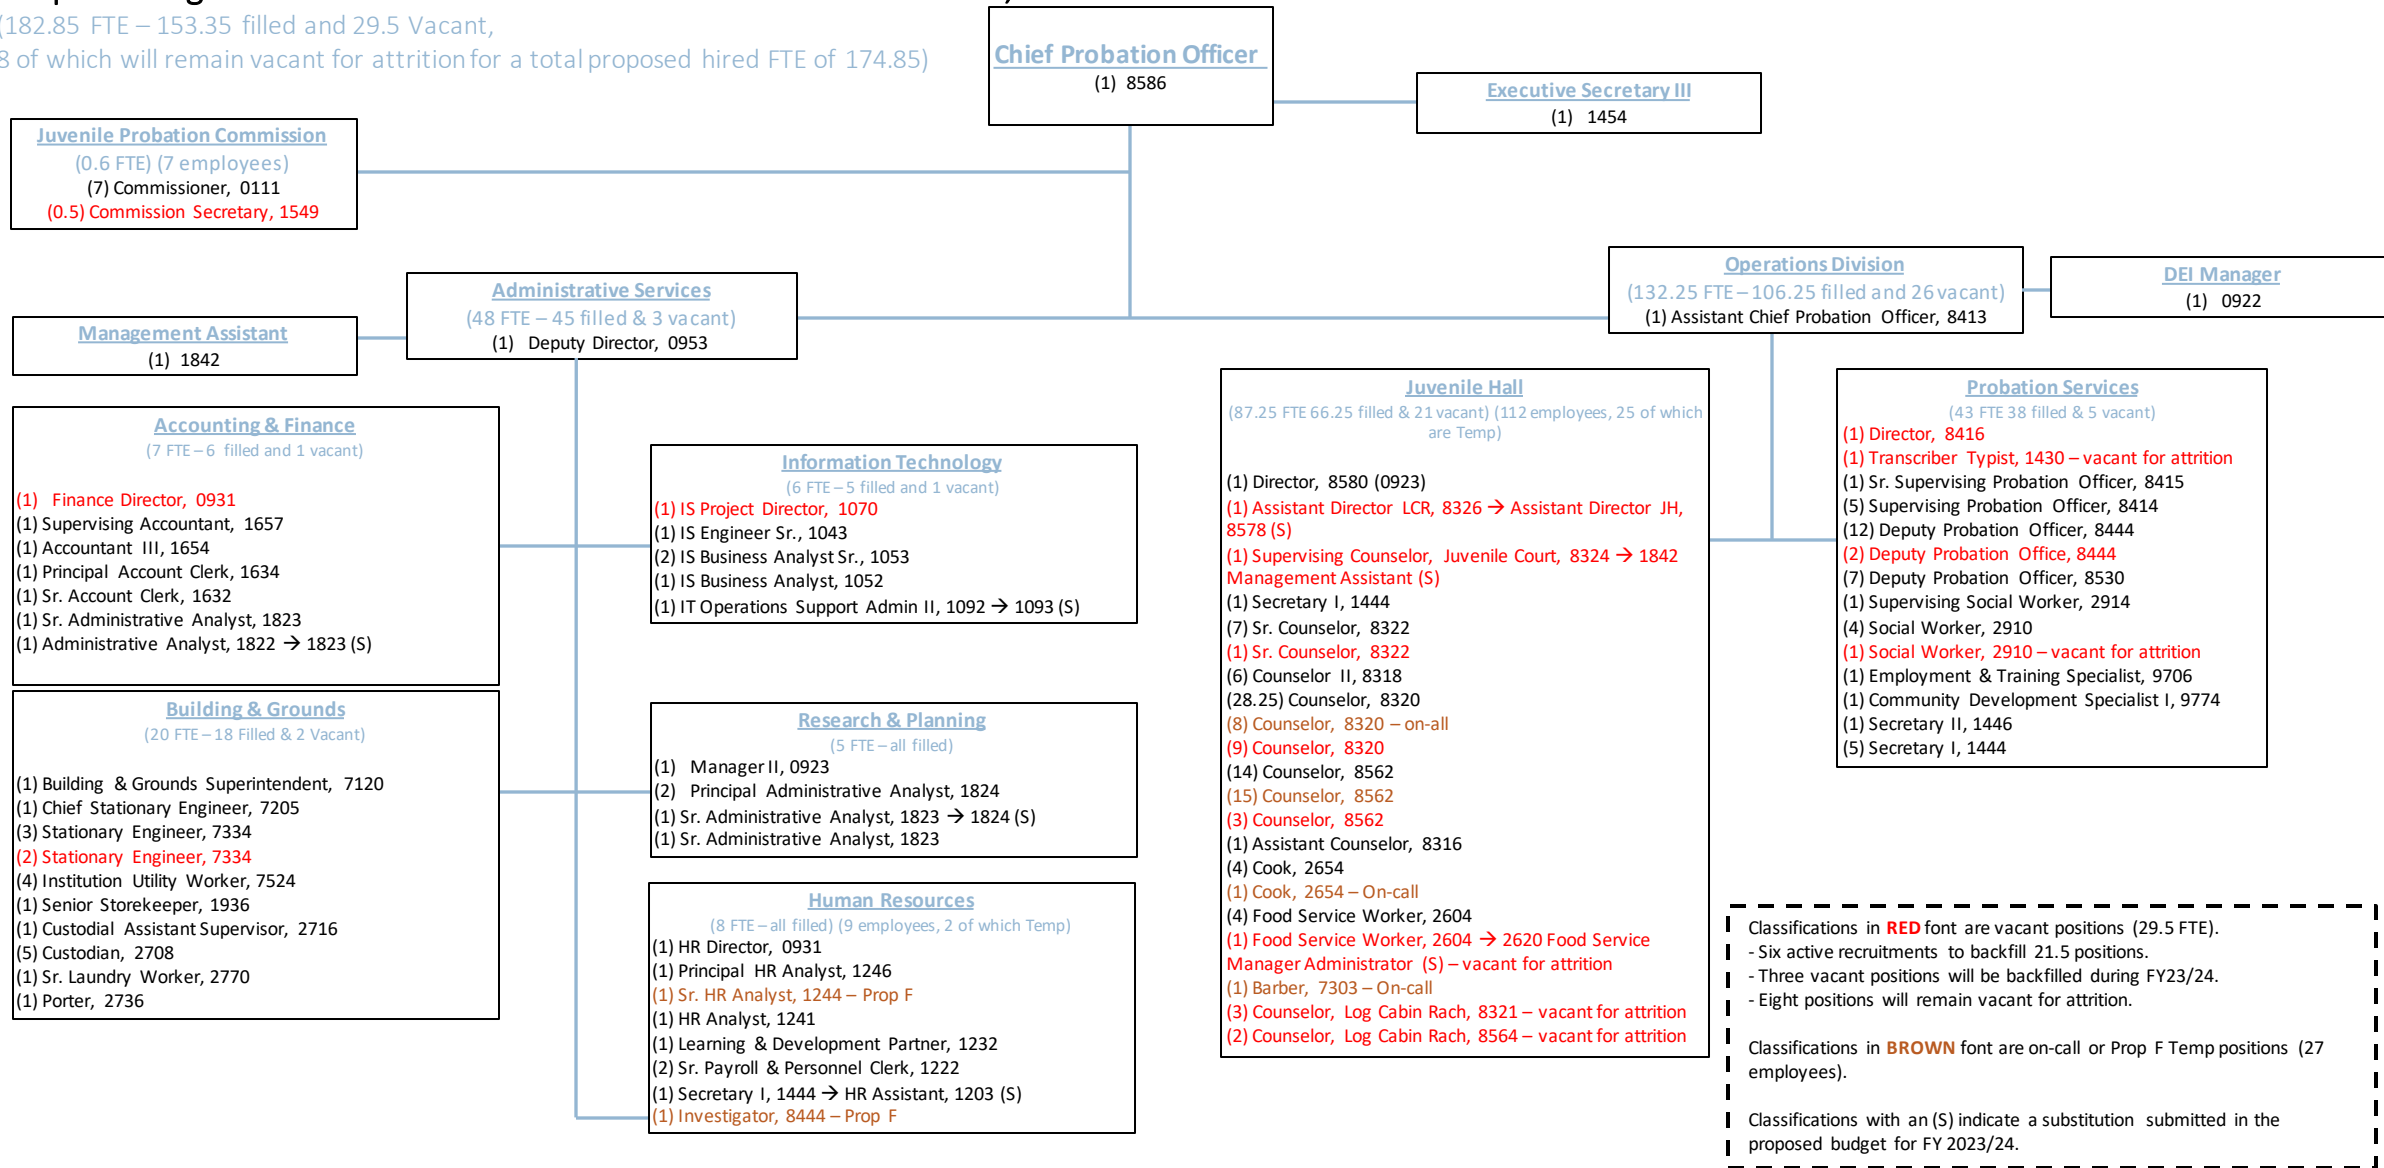 (182.85 FTE – 153.35 filled and 29.5 Vacant,
8 of which will remain vacant for attrition for a total proposed hired FTE of 174.85)
Chief Probation Officer
(1) 8586
Executive Secretary III
(1) 1454
Juvenile Probation Commission
(0.6 FTE) (7 employees)
(7) Commissioner, 0111
(0.5) Commission Secretary, 1549
Administrative Services
(48 FTE – 45 filled & 3 vacant)
(1) Deputy Director, 0953
Management Assistant
(1) 1842
Operations Division
(132.25 FTE – 106.25 filled and 26 vacant)
(1) Assistant Chief Probation Officer, 8413
DEI Manager
(1) 0922
Accounting & Finance
(7 FTE – 6 filled and 1 vacant)
(1) Finance Director, 0931
(1) Supervising Accountant, 1657
(1) Accountant III, 1654
(1) Principal Account Clerk, 1634
(1) Sr. Account Clerk, 1632
(1) Sr. Administrative Analyst, 1823
(1) Administrative Analyst, 1822 → 1823 (S)
Building & Grounds
(20 FTE – 18 Filled & 2 Vacant)
(1) Building & Grounds Superintendent, 7120
(1) Chief Stationary Engineer, 7205
(3) Stationary Engineer, 7334
(2) Stationary Engineer, 7334
(4) Institution Utility Worker, 7524
(1) Senior Storekeeper, 1936
(1) Custodial Assistant Supervisor, 2716
(5) Custodian, 2708
(1) Sr. Laundry Worker, 2770
(1) Porter, 2736
Information Technology
(6 FTE – 5 filled and 1 vacant)
(1) IS Project Director, 1070
(1) IS Engineer Sr., 1043
(2) IS Business Analyst Sr., 1053
(1) IS Business Analyst, 1052
(1) IT Operations Support Admin II, 1092 → 1093 (S)
Research & Planning
(5 FTE – all filled)
(1) Manager II, 0923
(2) Principal Administrative Analyst, 1824
(1) Sr. Administrative Analyst, 1823 → 1824 (S)
(1) Sr. Administrative Analyst, 1823
Human Resources
(8 FTE – all filled) (9 employees, 2 of which Temp)
(1) HR Director, 0931
(1) Principal HR Analyst, 1246
(1) Sr. HR Analyst, 1244 – Prop F
(1) HR Analyst, 1241
(1) Learning & Development Partner, 1232
(2) Sr. Payroll & Personnel Clerk, 1222
(1) Secretary I, 1444 → HR Assistant, 1203 (S)
(1) Investigator, 8444 – Prop F
Juvenile Hall
(87.25 FTE 66.25 filled & 21 vacant) (112 employees, 25 of which
are Temp)
(1) Director, 8580 (0923)
(1) Assistant Director LCR, 8326 → Assistant Director JH,
8578 (S)
(1) Supervising Counselor, Juvenile Court, 8324 → 1842
Management Assistant (S)
(1) Secretary I, 1444
(7) Sr. Counselor, 8322
(1) Sr. Counselor, 8322
(6) Counselor II, 8318
(28.25) Counselor, 8320
(8) Counselor, 8320 – on-all
(9) Counselor, 8320
(14) Counselor, 8562
(15) Counselor, 8562
(3) Counselor, 8562
(1) Assistant Counselor, 8316
(4) Cook, 2654
(1) Cook, 2654 – On-call
(4) Food Service Worker, 2604
(1) Food Service Worker, 2604 → 2620 Food Service
Manager Administrator (S) – vacant for attrition
(1) Barber, 7303 – On-call
(3) Counselor, Log Cabin Rach, 8321 – vacant for attrition
(2) Counselor, Log Cabin Rach, 8564 – vacant for attrition
Probation Services
(43 FTE 38 filled & 5 vacant)
(1) Director, 8416
(1) Transcriber Typist, 1430 – vacant for attrition
(1) Sr. Supervising Probation Officer, 8415
(5) Supervising Probation Officer, 8414
(12) Deputy Probation Officer, 8444
(2) Deputy Probation Office, 8444
(7) Deputy Probation Officer, 8530
(1) Supervising Social Worker, 2914
(4) Social Worker, 2910
(1) Social Worker, 2910 – vacant for attrition
(1) Employment & Training Specialist, 9706
(1) Community Development Specialist I, 9774
(1) Secretary II, 1446
(5) Secretary I, 1444
Classifications in RED font are vacant positions (29.5 FTE).
- Six active recruitments to backfill 21.5 positions.
- Three vacant positions will be backfilled during FY23/24.
- Eight positions will remain vacant for attrition.
Classifications in BROWN font are on-call or Prop F Temp positions (27
employees).
Classifications with an (S) indicate a substitution submitted in the
proposed budget for FY 2023/24.